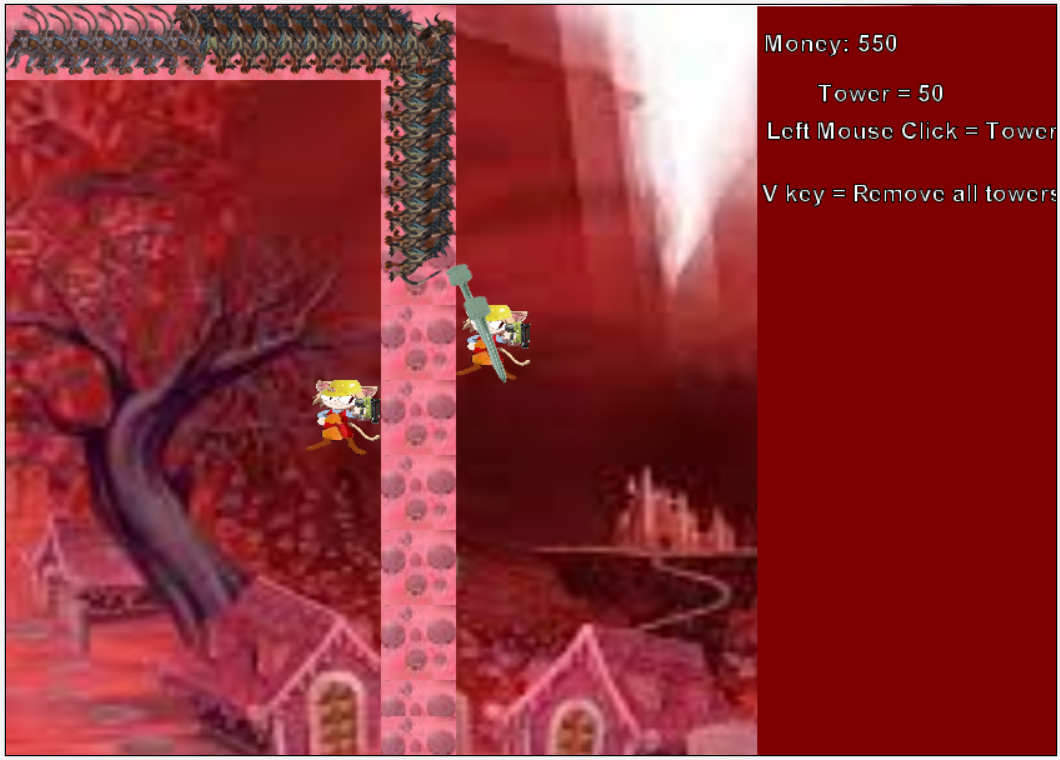 Money: 550
Tower = 50
Left Mouse Click = Tower
V key = Remove all towers